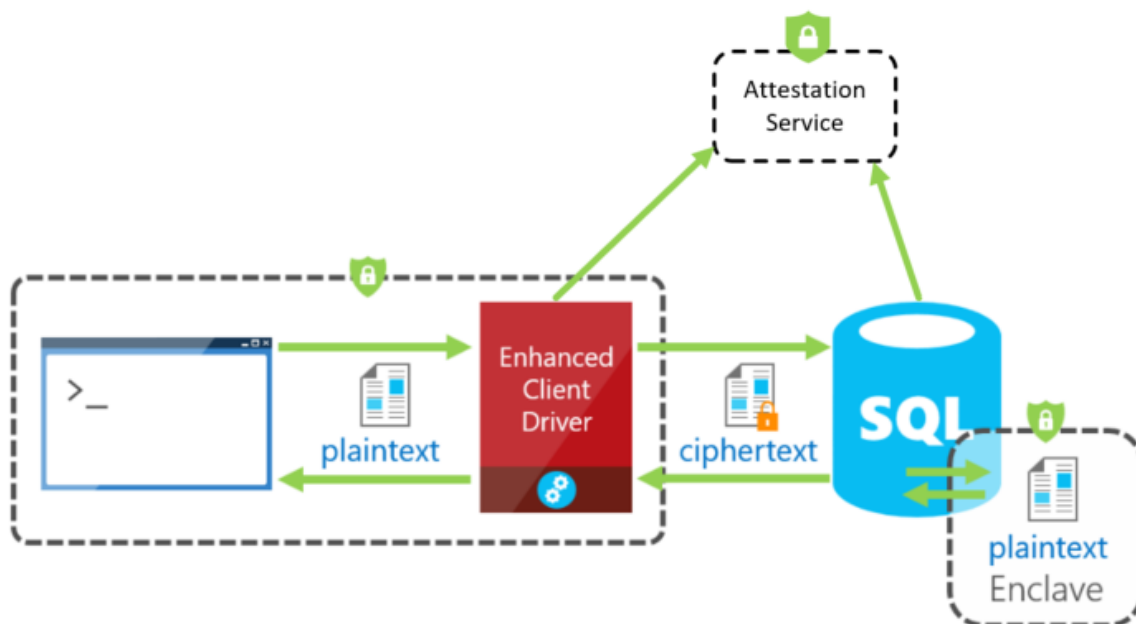 Attestation
Service
>_
Enhanced
Client
Driver
plaintext
ciphertext
SQL
plaintext
Enclave